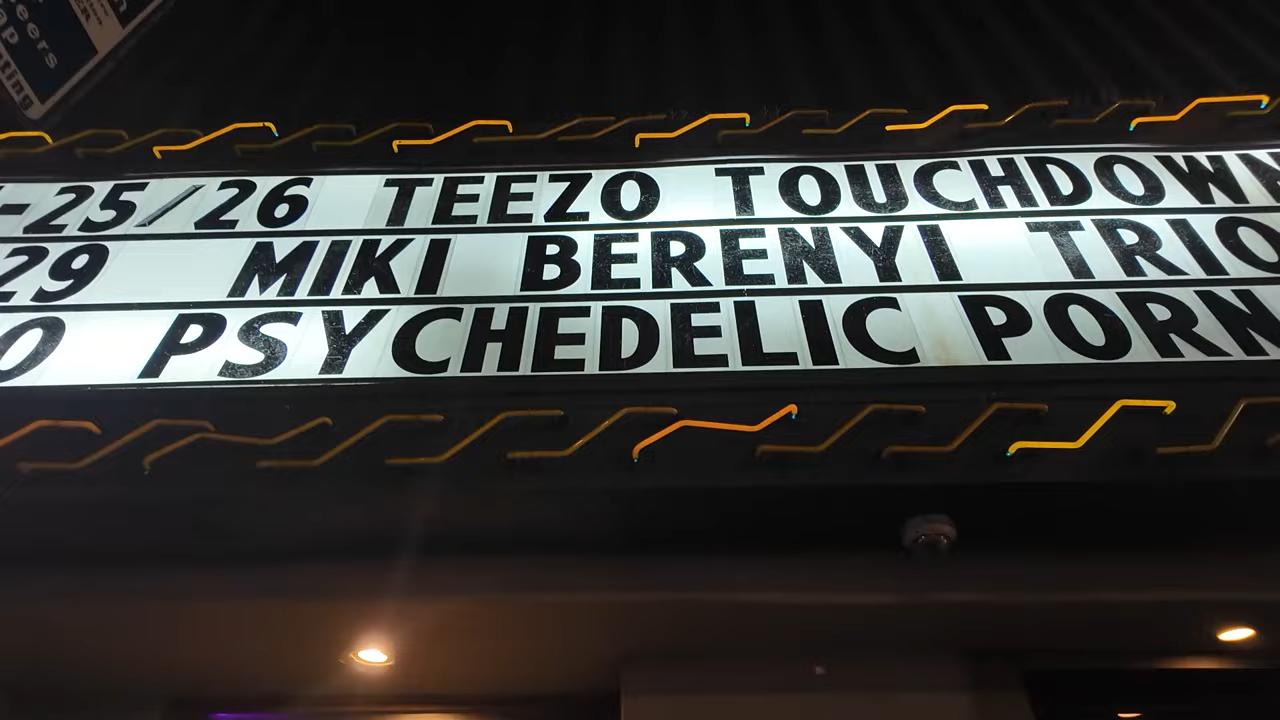 -25/26 TEEZO TOUCHDOWN
29 MIKI BERENYI TRIO
O PSYCHEDELIC PORN